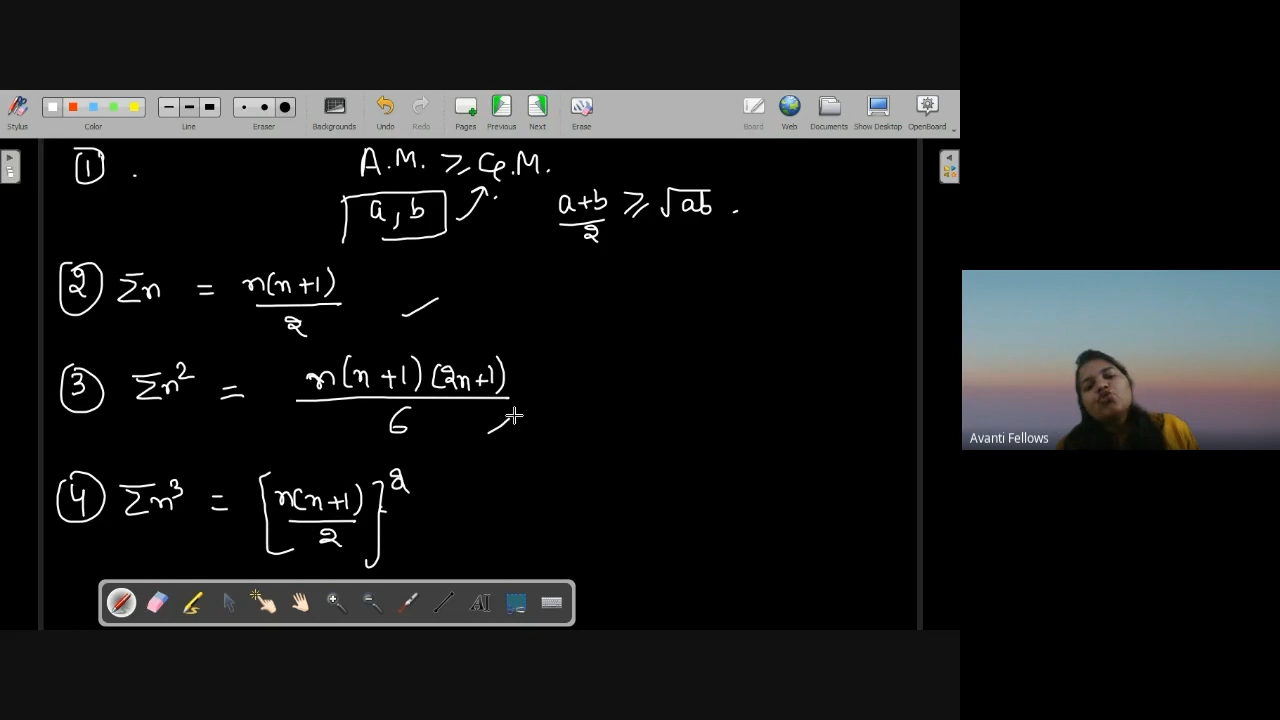 Stylus Color Line Eraser Backgrounds Undo Redo Pages Previous Next Erase Board Web Documents Show Desktop OpenBoard
① . A.M. ⩾ G.M.
a, b a+b/2 ⩾ √ab .
② Σn = n(n+1)/2
③ Σn² = n(n+1)(2n+1)/6
④ Σn³ = [n(n+1)/2]²
AI
Avanti Fellows